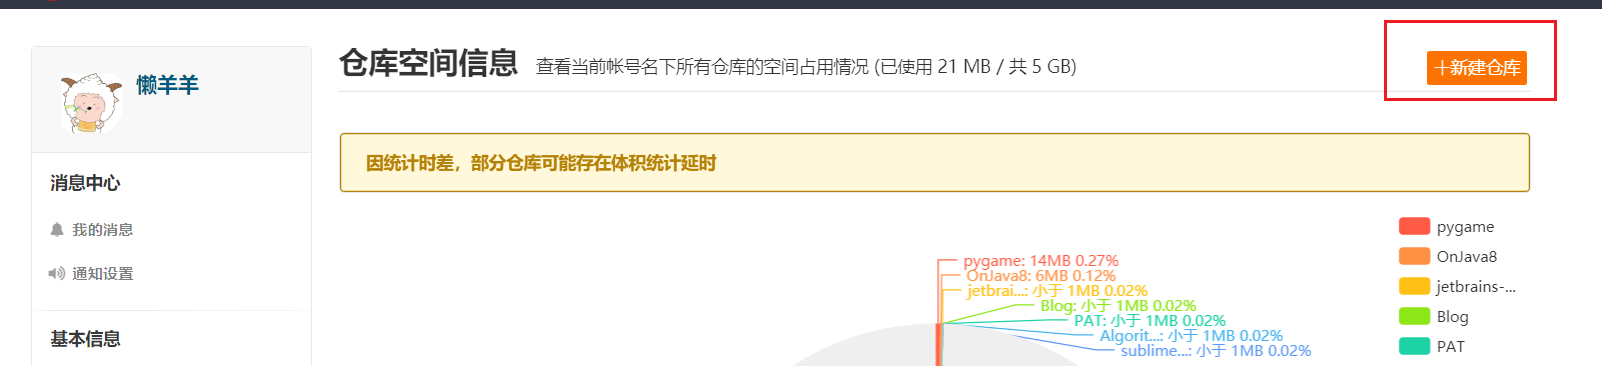 懒羊羊
消息中心
我的消息
通知设置
基本信息
仓库空间信息 查看当前帐号名下所有仓库的空间占用情况 (已使用 21 MB / 共 5 GB)
十新建仓库
因统计时差，部分仓库可能存在体积统计延时
pygame: 14MB 0.27%
OnJava8: 6MB 0.12%
jetbrai...: 小于 1MB 0.02%
Blog: 小于 1MB 0.02%
PAT: 小于 1MB 0.02%
Algorit...: 小于 1MB 0.02%
sublime...: 小于 1MB 0.02%
pygame
OnJava8
jetbrains-...
Blog
PAT